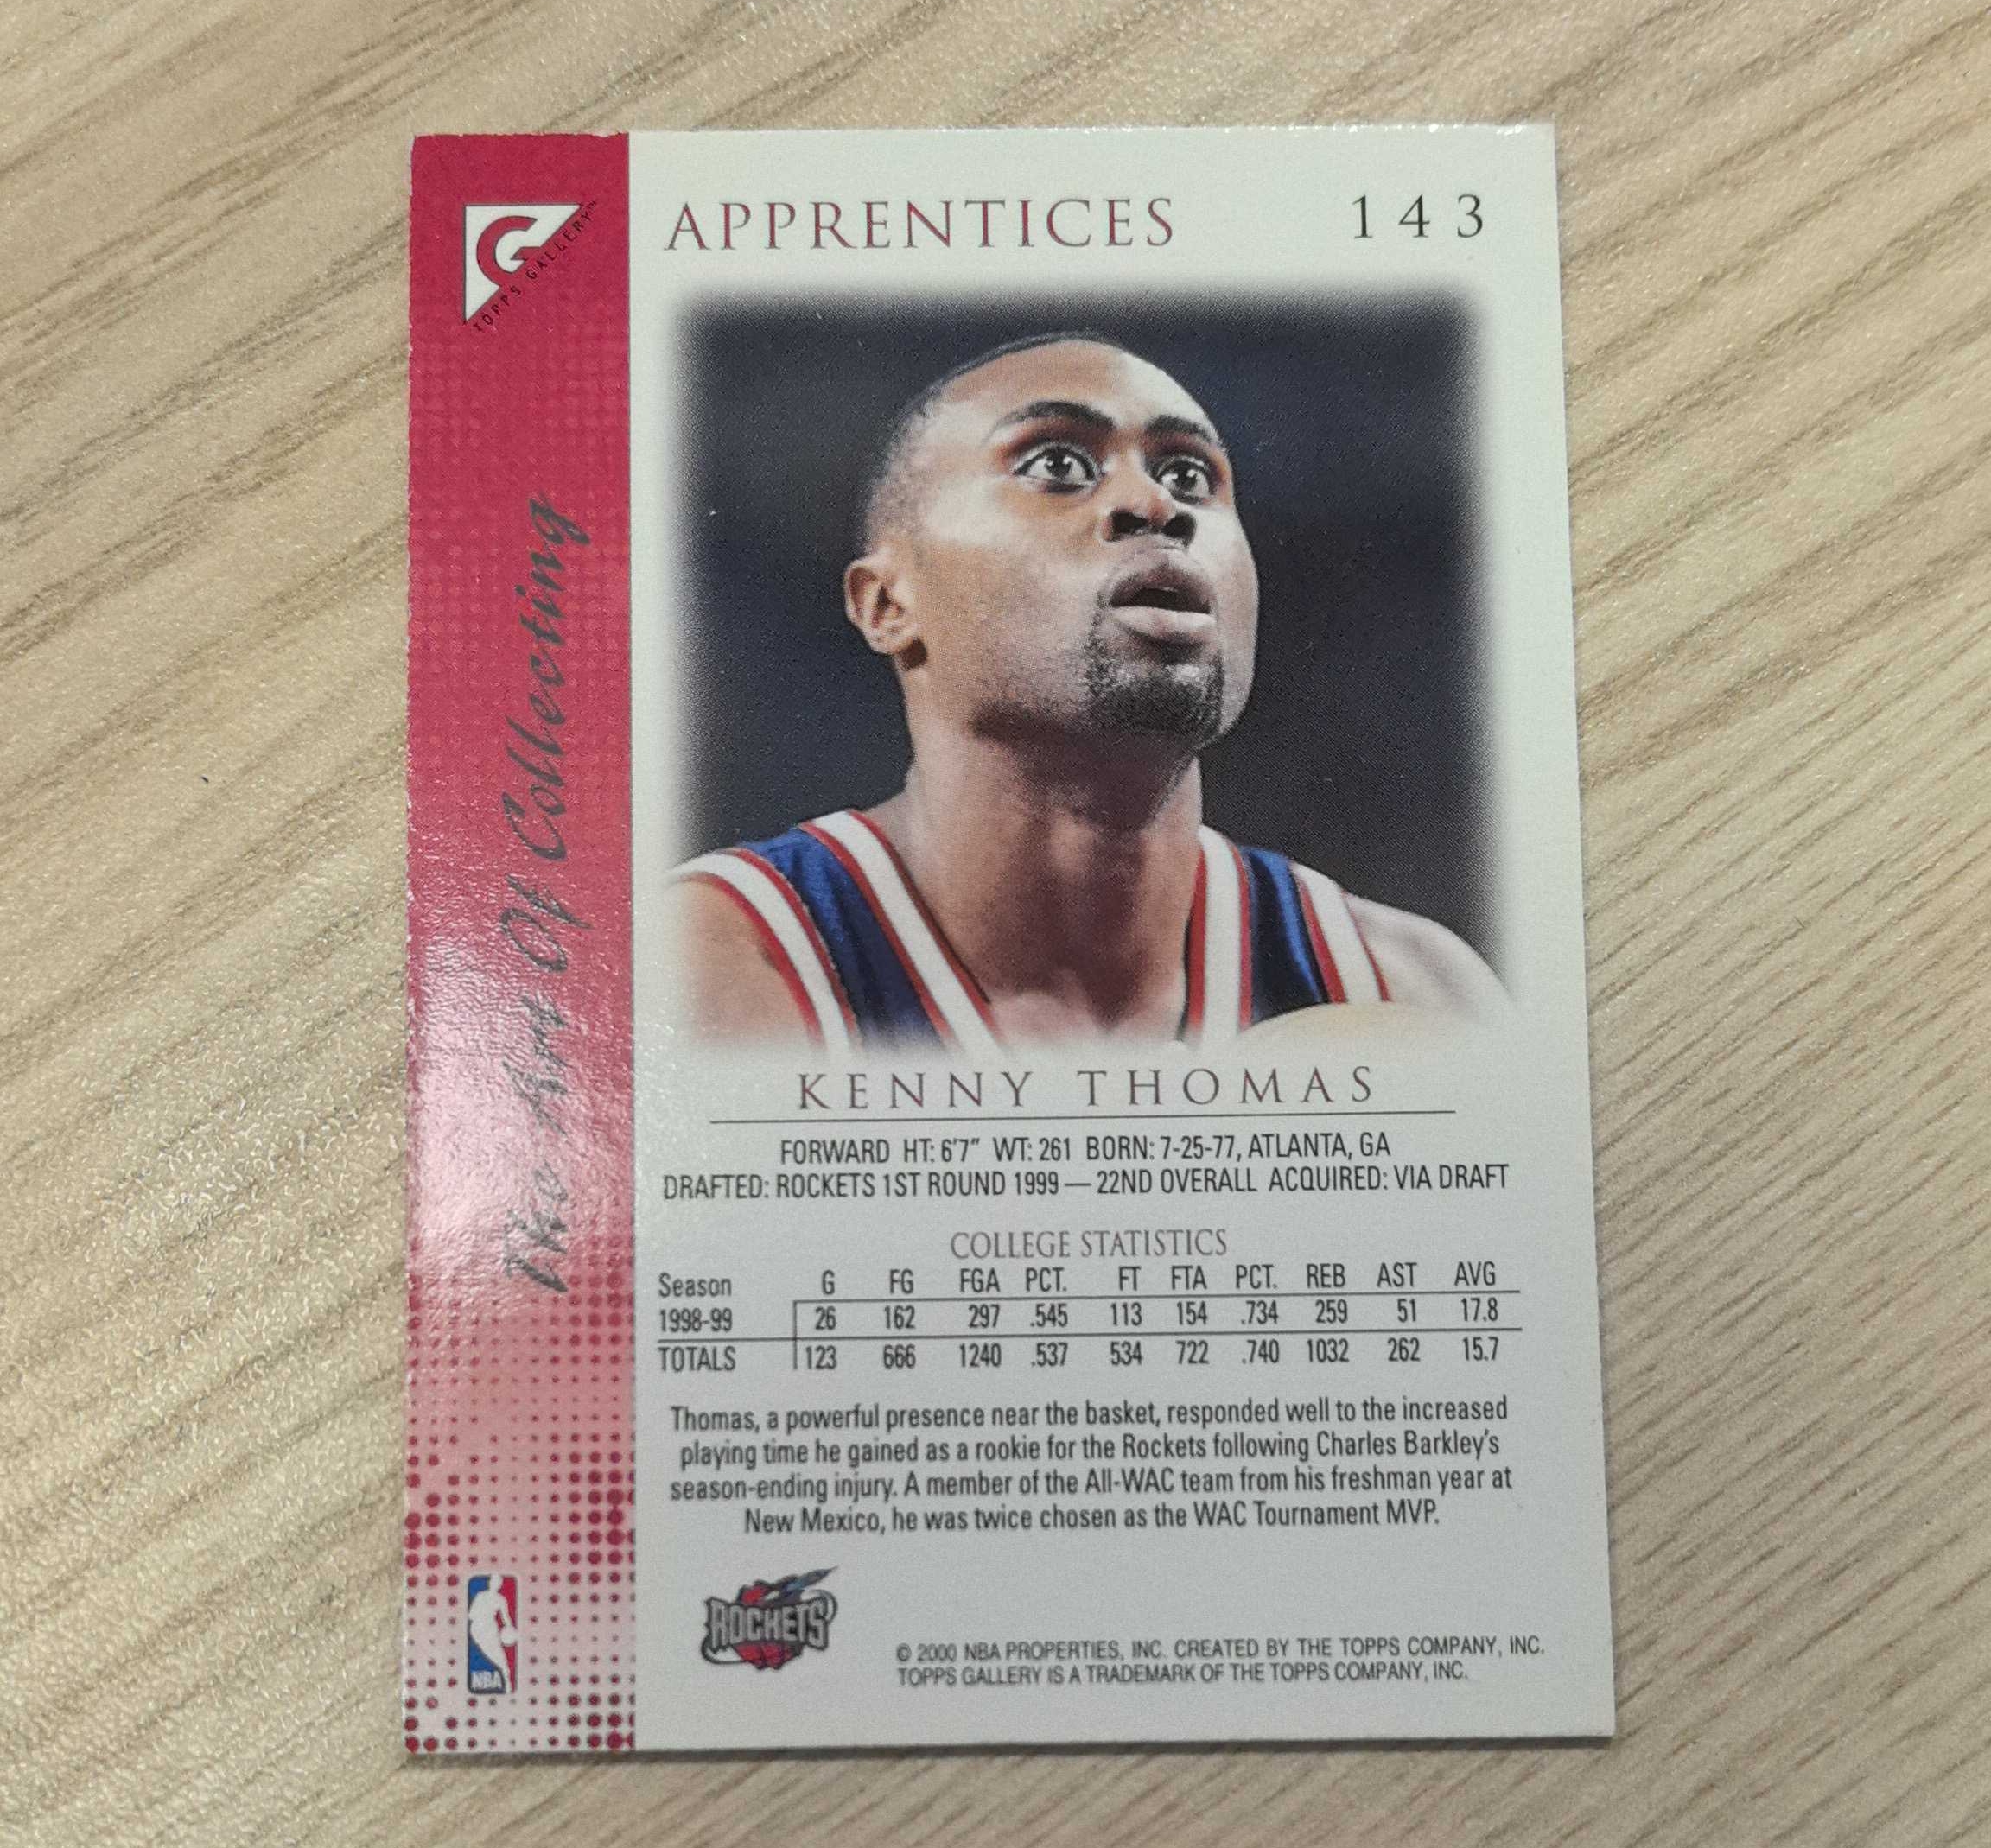 TOPPS GALLERY™
APPRENTICES 143
The Art Of Collecting
KENNY THOMAS
FORWARD HT: 6'7" WT: 261 BORN: 7-25-77, ATLANTA, GA
DRAFTED: ROCKETS 1ST ROUND 1999 — 22ND OVERALL ACQUIRED: VIA DRAFT
COLLEGE STATISTICS
Season G FG FGA PCT. FT FTA PCT. REB AST AVG
1998-99 26 162 297 .545 113 154 .734 259 51 17.8
TOTALS 123 666 1240 .537 534 722 .740 1032 262 15.7
Thomas, a powerful presence near the basket, responded well to the increased
playing time he gained as a rookie for the Rockets following Charles Barkley's
season-ending injury. A member of the All-WAC team from his freshman year at
New Mexico, he was twice chosen as the WAC Tournament MVP.
NBA
ROCKETS
© 2000 NBA PROPERTIES, INC. CREATED BY THE TOPPS COMPANY, INC.
TOPPS GALLERY IS A TRADEMARK OF THE TOPPS COMPANY, INC.